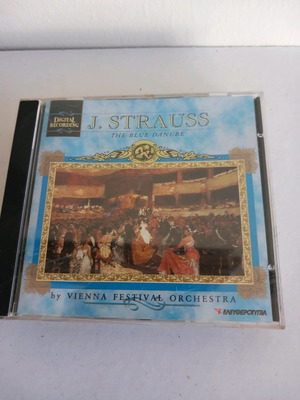 DIGITAL
RECORDING
J. STRAUSS
THE BLUE DANUBE
by VIENNA FESTIVAL ORCHESTRA
ΕΛΕΥΘΕΡΟΤΥΠΙΑ